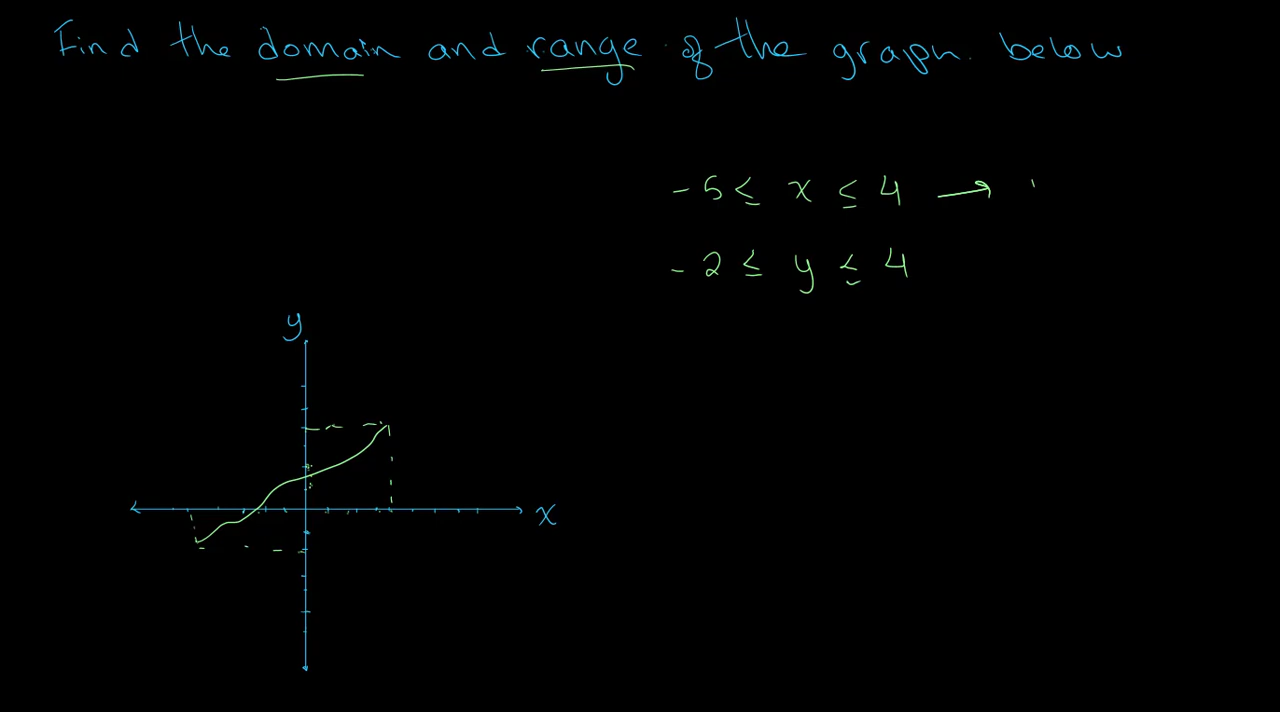 Find the domain and range of the graph below
-5 ≤ x ≤ 4 →
-2 ≤ y ≤ 4
y
x